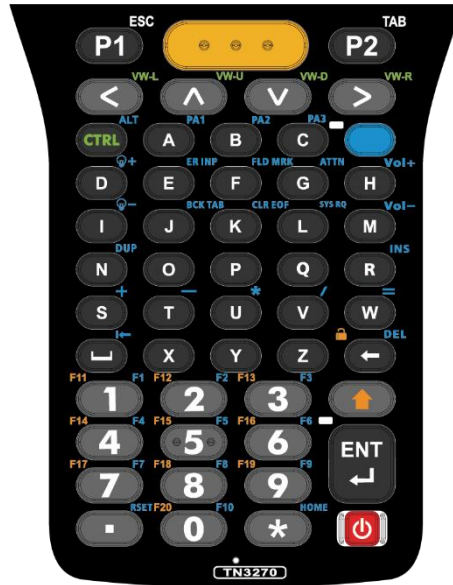 ESC TAB
P1 P2
VW-L VW-U VW-D VW-R
< ʌ v >
ALT PA1 PA2 PA3
CTRL A B C
+ ER INP FLD MRK ATTN Vol+
D E F G H
- BCK TAB CLR EOF SYS RQ Vol-
I J K L M
DUP INS
N O P Q R
+ - * / =
S T U V W
DEL
X Y Z ←
F11 F1 F12 F2 F13 F3
1 2 3
F14 F4 F15 F5 F16 F6
4 5 6 ENT
F17 F7 F18 F8 F19 F9
7 8 9
RSET F20 F10 HOME
. 0 *
TN3270